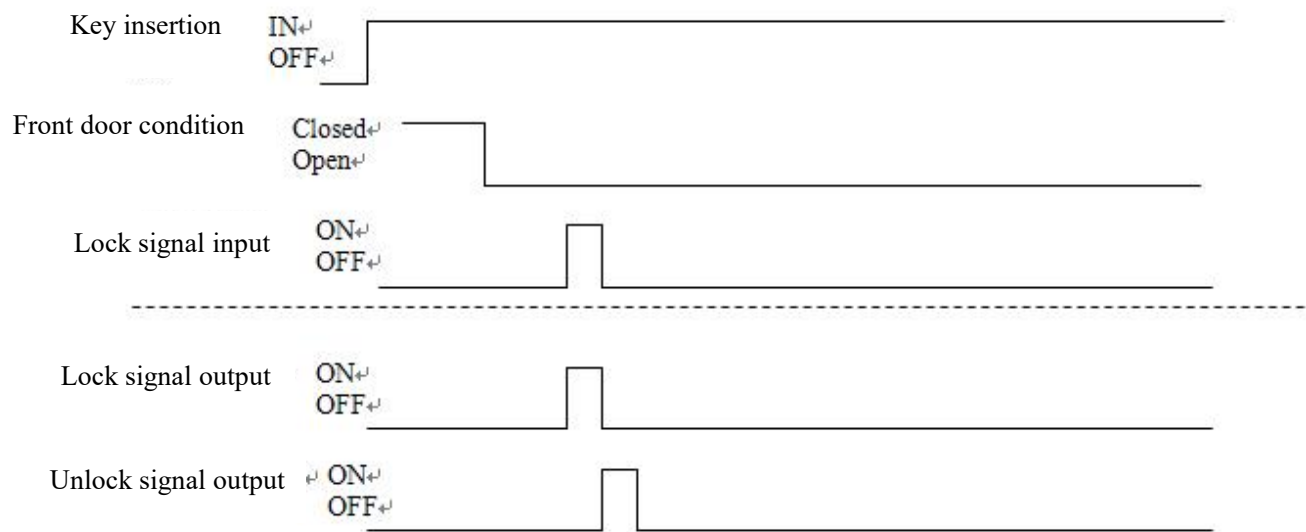 Key insertion IN↵
OFF↵
Front door condition Closed↵
Open↵
Lock signal input ON↵
OFF↵
Lock signal output ON↵
OFF↵
Unlock signal output ↵ ON↵
OFF↵